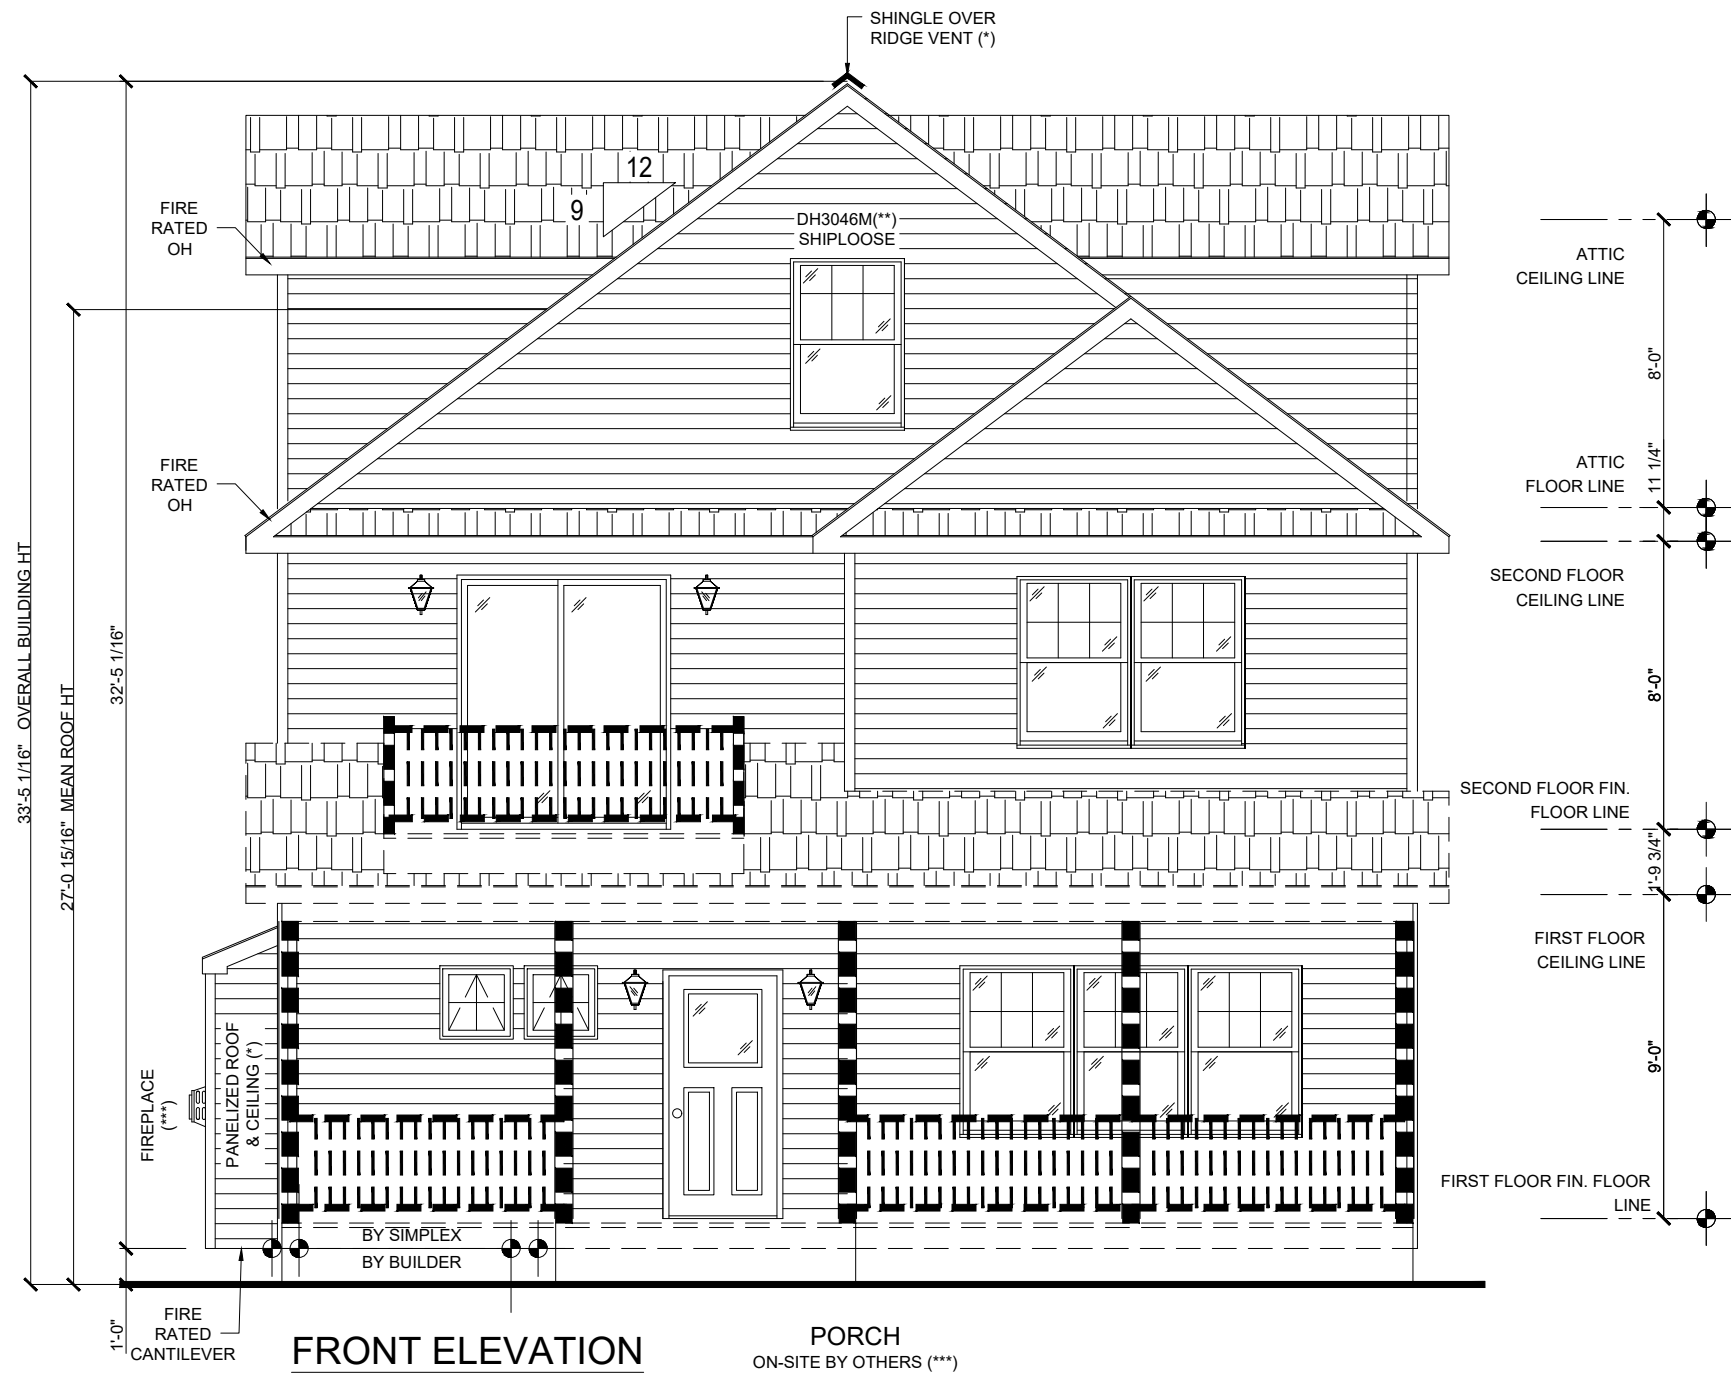 SHINGLE OVER
RIDGE VENT (*)
12
9
FIRE
RATED
OH
DH3046M(**)
SHIPLOOSE
ATTIC
CEILING LINE
8'-0"
ATTIC
FLOOR LINE
11 1/4"
FIRE
RATED
OH
SECOND FLOOR
CEILING LINE
8'-0"
33'-5 1/16"  OVERALL BUILDING HT
27'-0 15/16"  MEAN ROOF HT
32'-5 1/16"
SECOND FLOOR FIN.
FLOOR LINE
1'-9 3/4"
FIRST FLOOR
CEILING LINE
9'-0"
FIREPLACE
(***)
PANELIZED ROOF
& CEILING (*)
FIRST FLOOR FIN. FLOOR
LINE
BY SIMPLEX
BY BUILDER
1'-0"
FIRE
RATED
CANTILEVER
FRONT ELEVATION
PORCH
ON-SITE BY OTHERS (***)